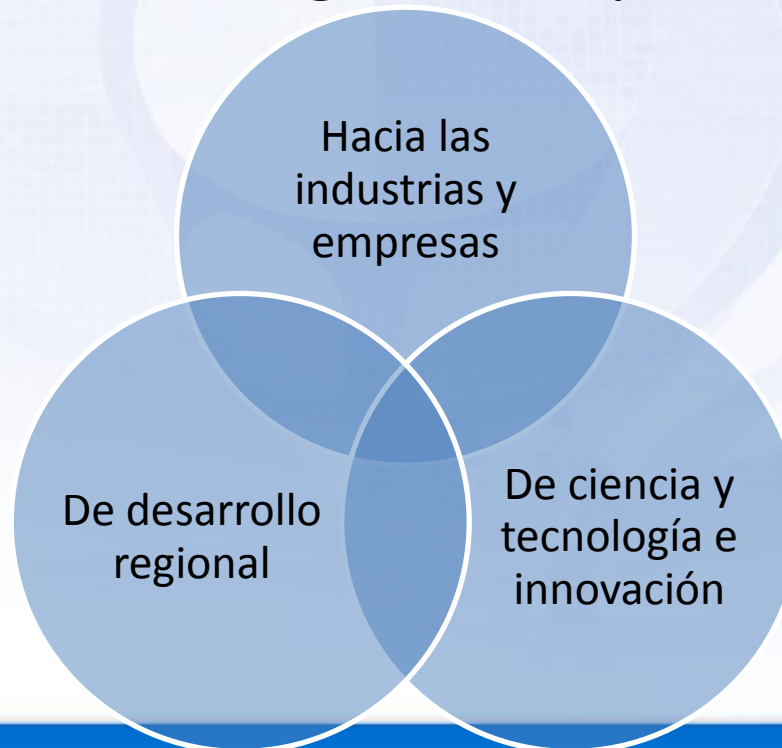 Hacia las
industrias y
empresas
De desarrollo
regional
De ciencia y
tecnología e
innovación